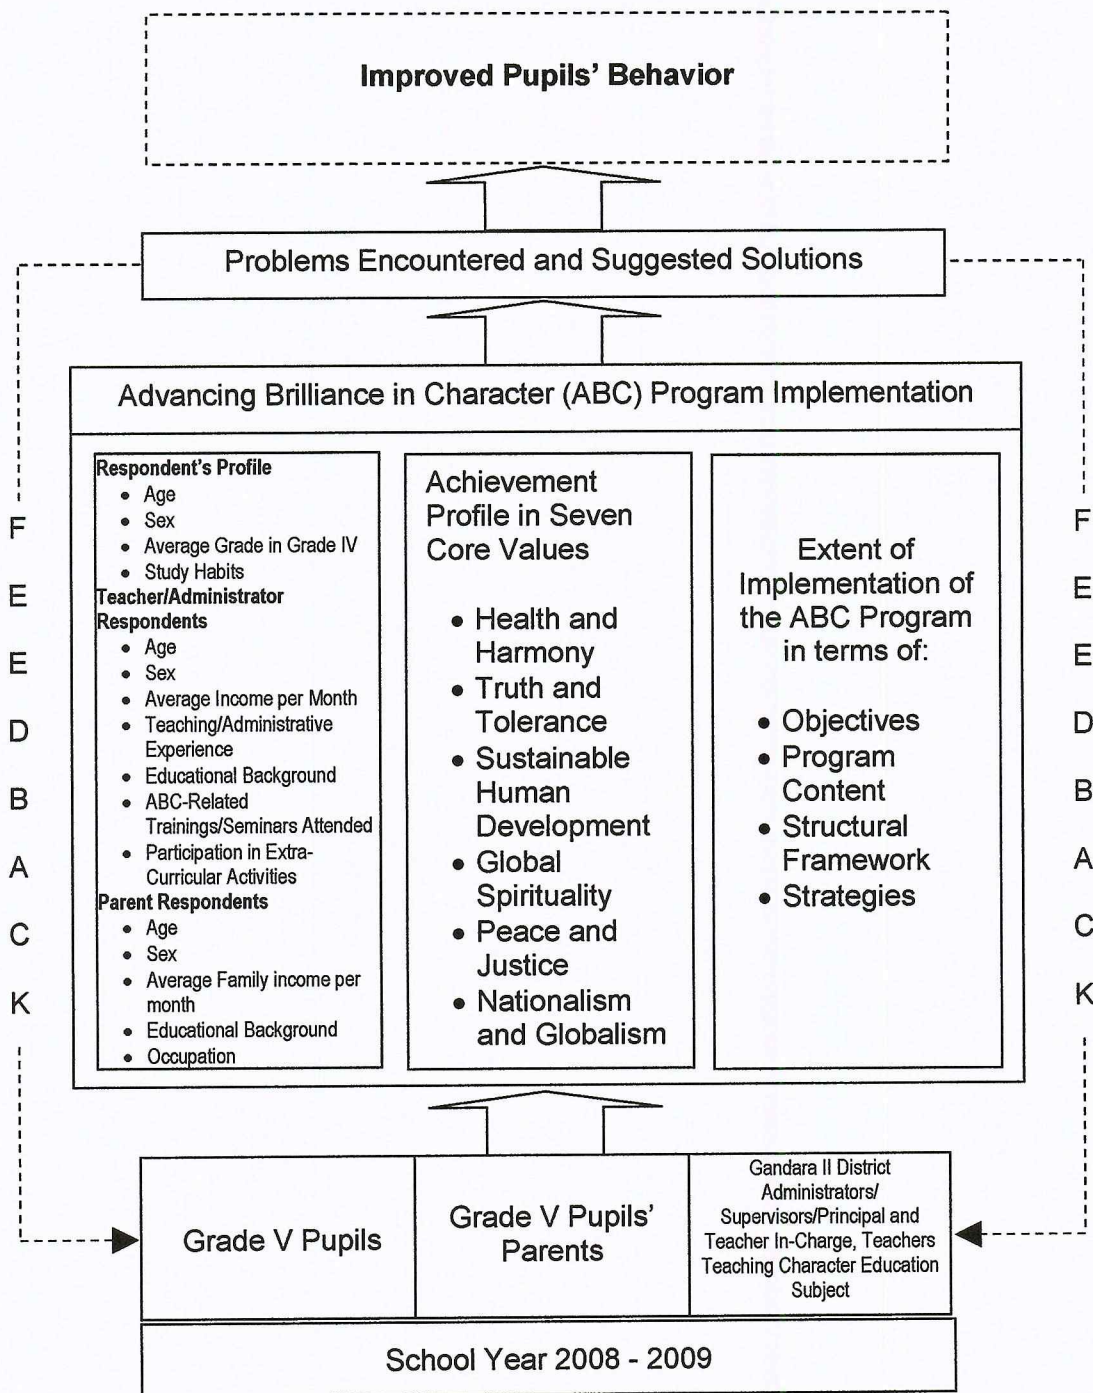 Improved Pupils' Behavior
Problems Encountered and Suggested Solutions
Advancing Brilliance in Character (ABC) Program Implementation
Respondent's Profile
• Age
• Sex
• Average Grade in Grade IV
• Study Habits
Teacher/Administrator
Respondents
• Age
• Sex
• Average Income per Month
• Teaching/Administrative
Experience
• Educational Background
• ABC-Related
Trainings/Seminars Attended
• Participation in Extra-
Curricular Activities
Parent Respondents
• Age
• Sex
• Average Family income per
month
• Educational Background
• Occupation
Achievement
Profile in Seven
Core Values
• Health and
Harmony
• Truth and
Tolerance
• Sustainable
Human
Development
• Global
Spirituality
• Peace and
Justice
• Nationalism
and Globalism
Extent of
Implementation of
the ABC Program
in terms of:
• Objectives
• Program
Content
• Structural
Framework
• Strategies
F
E
E
D
B
A
C
K
F
E
E
D
B
A
C
K
Grade V Pupils
Grade V Pupils'
Parents
Gandara II District
Administrators/
Supervisors/Principal and
Teacher In-Charge, Teachers
Teaching Character Education
Subject
School Year 2008 - 2009